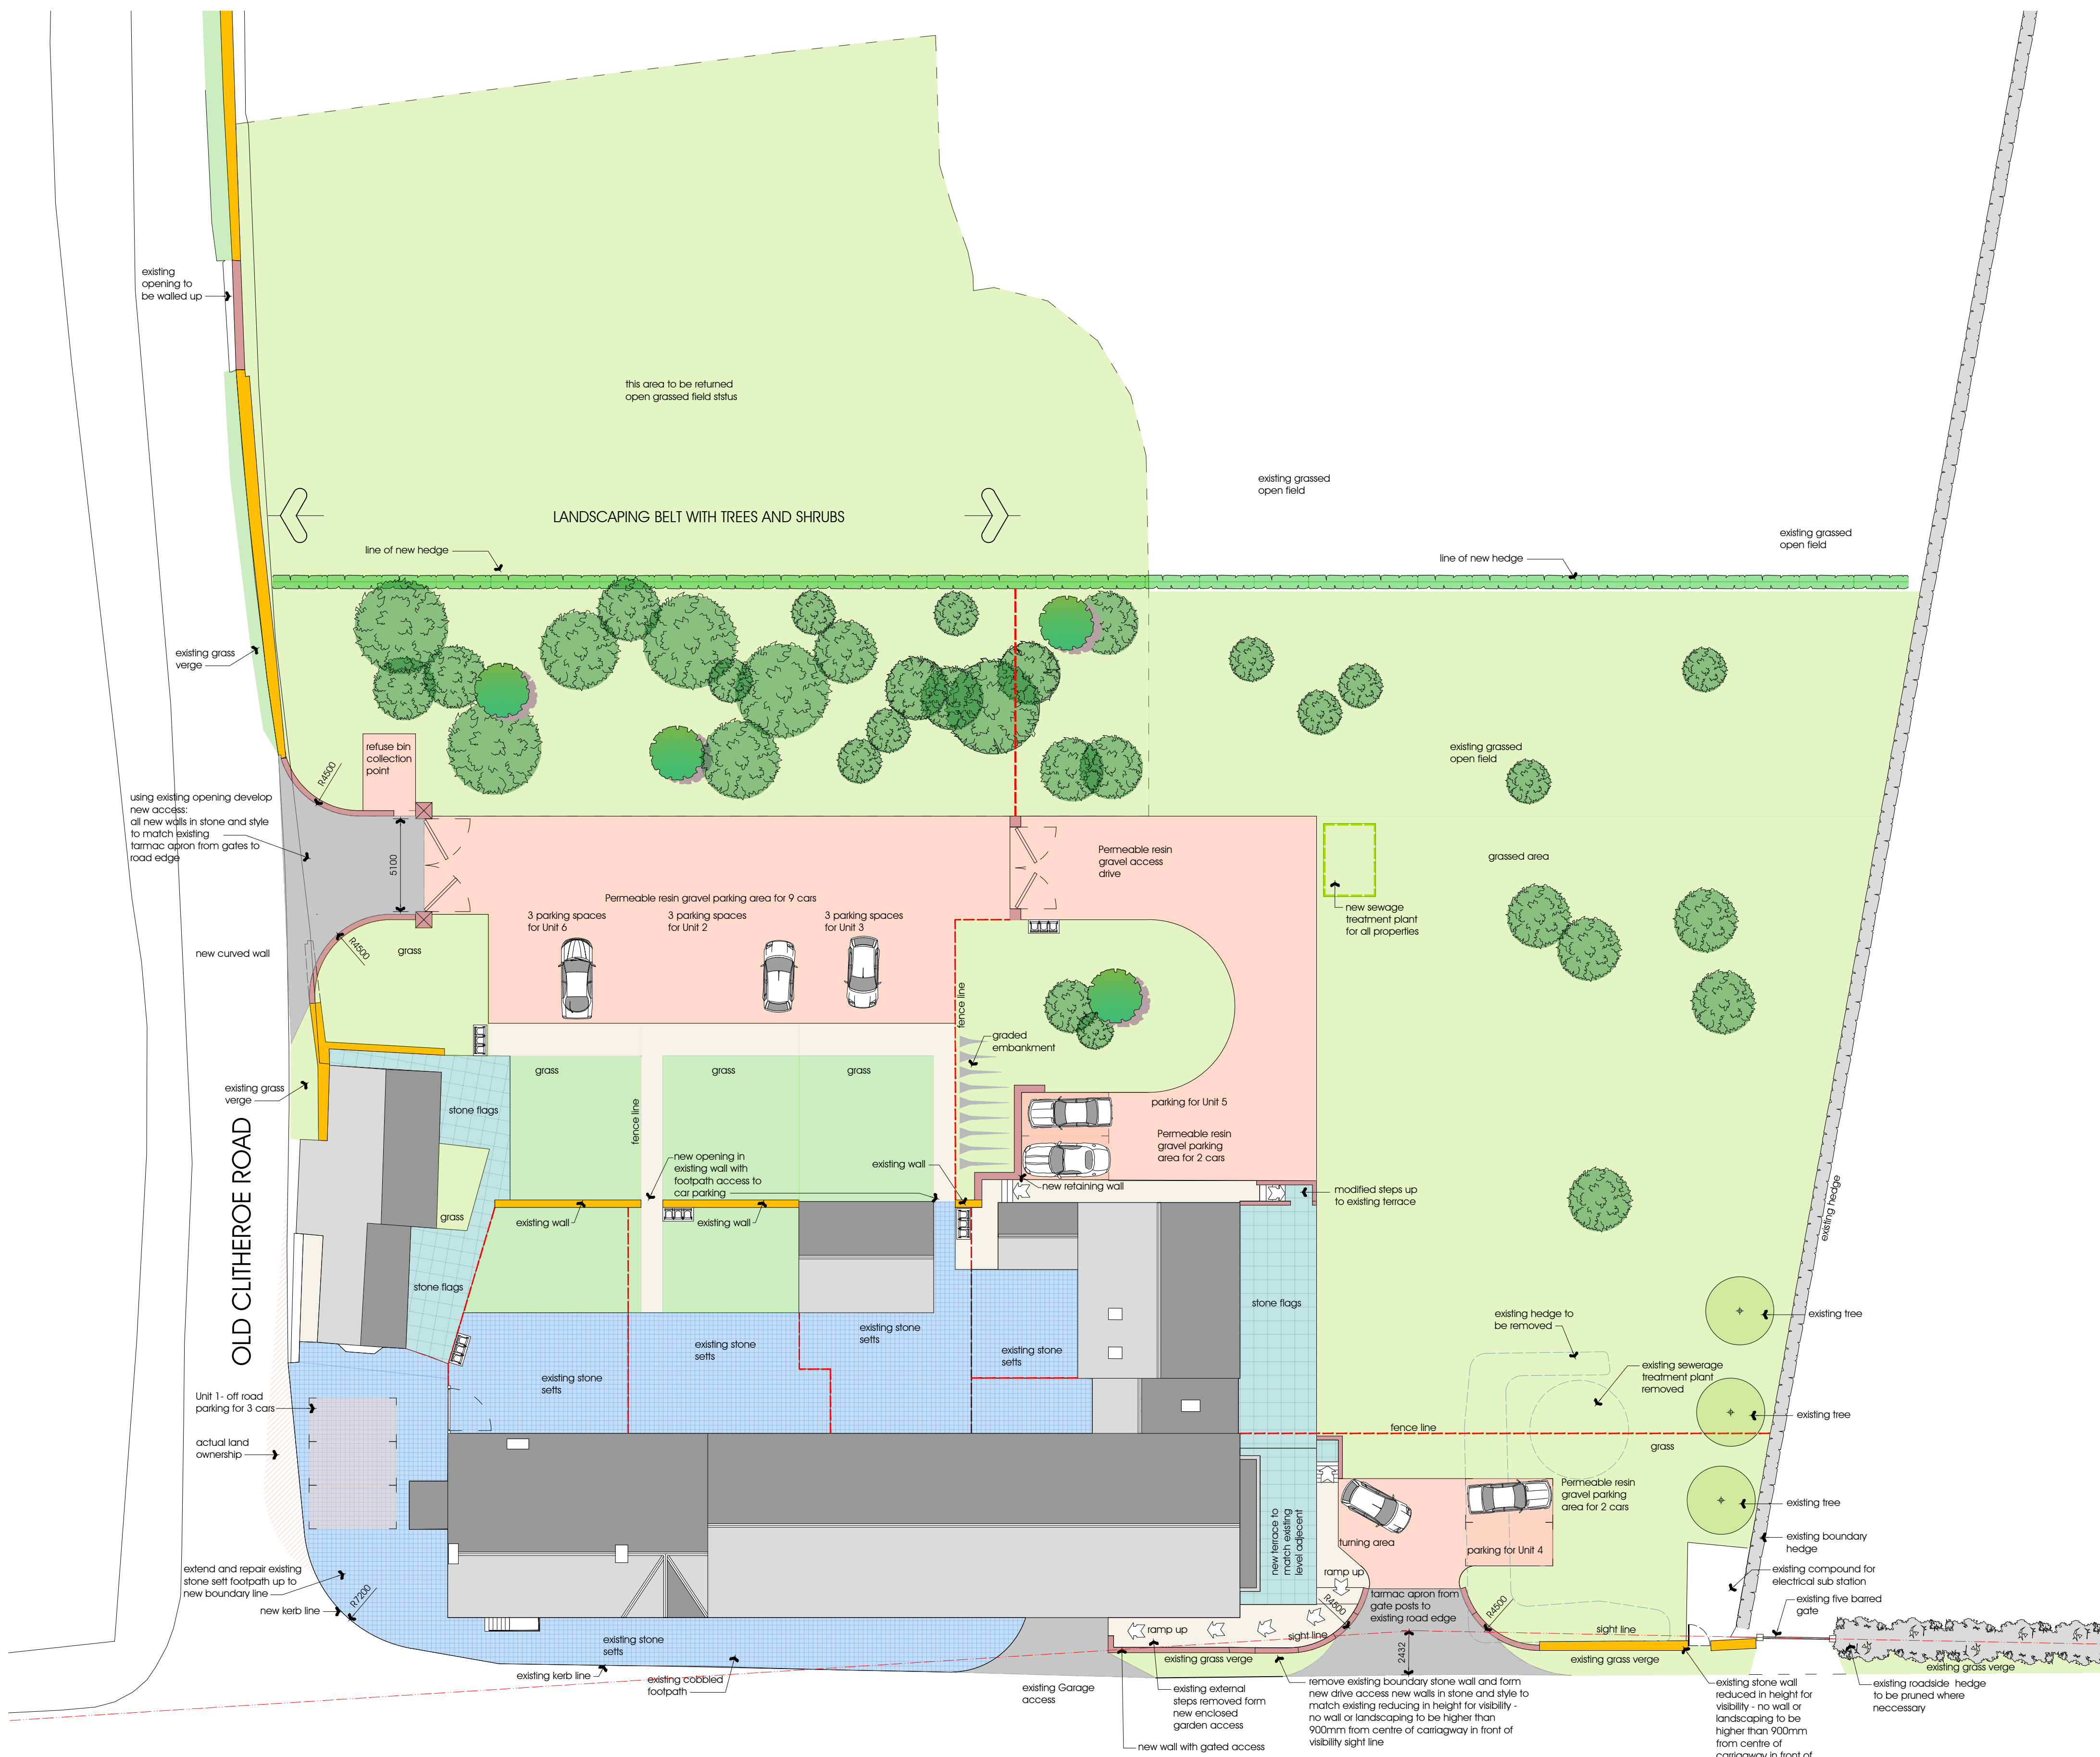 existing
opening to
be walled up
this area to be returned
open grassed field ststus
existing grassed
open field
LANDSCAPING BELT WITH TREES AND SHRUBS
existing grassed
open field
line of new hedge
line of new hedge
existing grass
verge
refuse bin
collection
point
R4500
existing grassed
open field
using existing opening develop
new access:
all new walls in stone and style
to match existing
tarmac apron from gates to
road edge
5100
Permeable resin
gravel access
drive
grassed area
Permeable resin gravel parking area for 9 cars
3 parking spaces
for Unit 6
3 parking spaces
for Unit 2
3 parking spaces
for Unit 3
new sewage
treatment plant
for all properties
new curved wall
R4500
grass
fence line
graded
embankment
existing grass
verge
grass
grass
grass
stone flags
fence line
parking for Unit 5
Permeable resin
gravel parking
area for 2 cars
new opening in
existing wall with
footpath access to
car parking
existing wall
new retaining wall
modified steps up
to existing terrace
existing hedge
OLD CLITHEROE ROAD
grass
existing wall
existing wall
stone flags
stone flags
existing stone
setts
existing stone
setts
existing stone
setts
existing stone
setts
existing hedge to
be removed
existing tree
existing sewerage
treatment plant
removed
Unit 1- off road
parking for 3 cars
existing tree
fence line
grass
actual land
ownership
Permeable resin
gravel parking
area for 2 cars
existing tree
new terrace to
match existing
level adjecent
turning area
parking for Unit 4
existing boundary
hedge
extend and repair existing
stone sett footpath up to
new boundary line
ramp up
existing compound for
electrical sub station
new kerb line
R7200
tarmac apron from
gate posts to
existing road edge
R4500
R4500
existing five barred
gate
existing stone
setts
ramp up
sight line
sight line
2432
existing grass verge
existing grass verge
existing grass verge
existing kerb line
existing cobbled
footpath
existing Garage
access
existing external
steps removed form
new enclosed
garden access
new wall with gated access
remove existing boundary stone wall and form
new drive access new walls in stone and style to
match existing reducing in height for visibility -
no wall or landscaping to be higher than
900mm from centre of carriagway in front of
visibility sight line
existing stone wall
reduced in height for
visibility - no wall or
landscaping to be
higher than 900mm
from centre of
carriagway in front of
existing roadside hedge
to be pruned where
neccessary